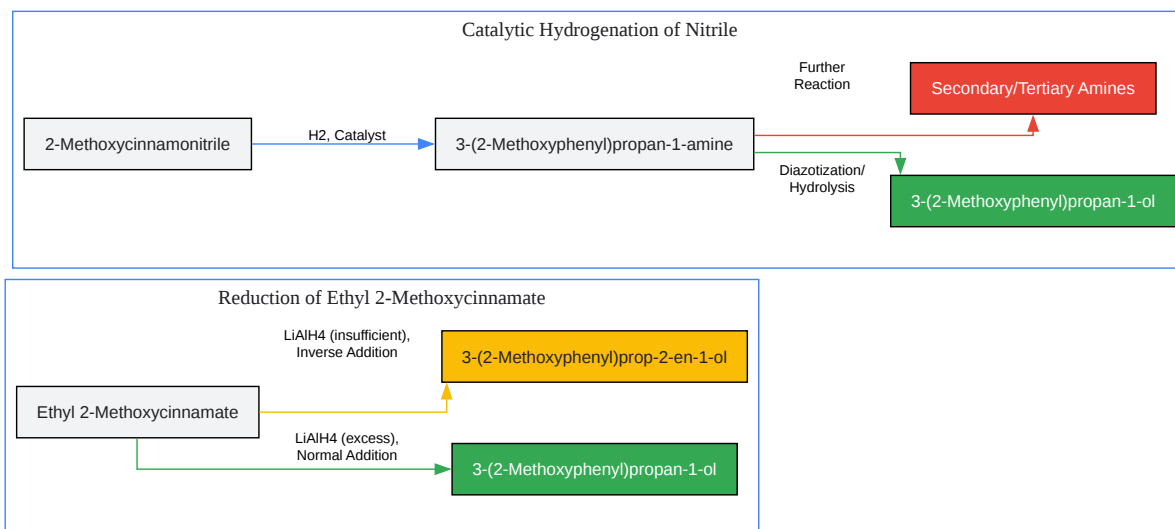 Catalytic Hydrogenation of Nitrile
Further
Reaction
Secondary/Tertiary Amines
2-Methoxycinnamonitrile
H2, Catalyst
3-(2-Methoxyphenyl)propan-1-amine
Diazotization/
Hydrolysis
3-(2-Methoxyphenyl)propan-1-ol
Reduction of Ethyl 2-Methoxycinnamate
LiAlH4 (insufficient),
Inverse Addition
3-(2-Methoxyphenyl)prop-2-en-1-ol
Ethyl 2-Methoxycinnamate
LiAlH4 (excess),
Normal Addition
3-(2-Methoxyphenyl)propan-1-ol